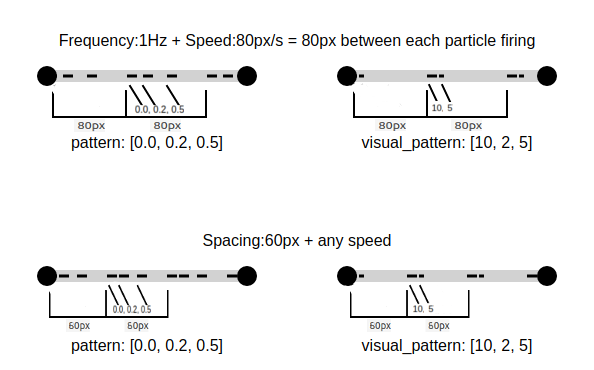 Frequency:1Hz + Speed:80px/s = 80px between each particle firing
0.0, 0.2, 0.5
10, 5
80px 80px
80px 80px
pattern: [0.0, 0.2, 0.5]
visual_pattern: [10, 2, 5]
Spacing:60px + any speed
0.0, 0.2, 0.5
10, 5
60px 60px
60px 60px
pattern: [0.0, 0.2, 0.5]
visual_pattern: [10, 2, 5]